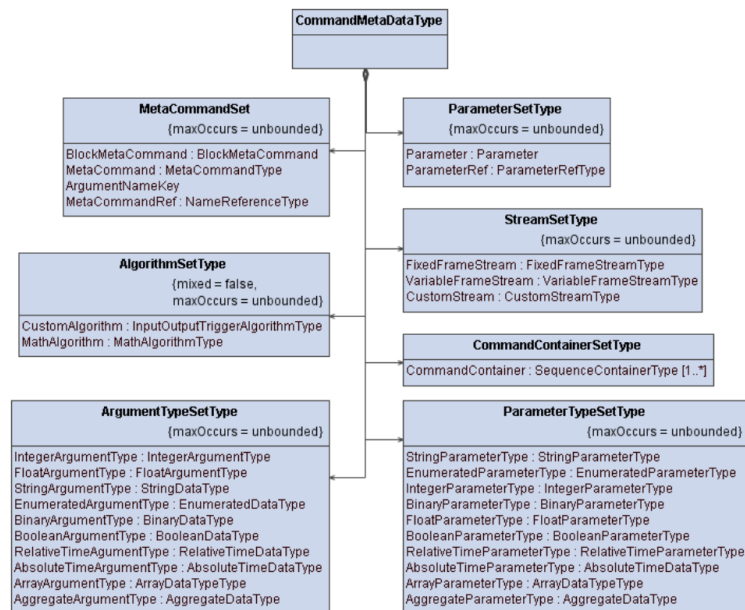 CommandMetaDataType
MetaCommandSet
{maxOccurs = unbounded}
BlockMetaCommand : BlockMetaCommand
MetaCommand : MetaCommandType
ArgumentNameKey
MetaCommandRef : NameReferenceType
ParameterSetType
{maxOccurs = unbounded}
Parameter : Parameter
ParameterRef : ParameterRefType
StreamSetType
{maxOccurs = unbounded}
FixedFrameStream : FixedFrameStreamType
VariableFrameStream : VariableFrameStreamType
CustomStream : CustomStreamType
AlgorithmSetType
{mixed = false,
maxOccurs = unbounded}
CustomAlgorithm : InputOutputTriggerAlgorithmType
MathAlgorithm : MathAlgorithmType
CommandContainerSetType
CommandContainer : SequenceContainerType [1..*]
ArgumentTypeSetType
{maxOccurs = unbounded}
IntegerArgumentType : IntegerArgumentType
FloatArgumentType : FloatArgumentType
StringArgumentType : StringDataType
EnumeratedArgumentType : EnumeratedDataType
BinaryArgumentType : BinaryDataType
BooleanArgumentType : BooleanDataType
RelativeTimeAgumentType : RelativeTimeDataType
AbsoluteTimeArgumentType : AbsoluteTimeDataType
ArrayArgumentType : ArrayDataTypeType
AggregateArgumentType : AggregateDataType
ParameterTypeSetType
{maxOccurs = unbounded}
StringParameterType : StringParameterType
EnumeratedParameterType : EnumeratedParameterType
IntegerParameterType : IntegerParameterType
BinaryParameterType : BinaryParameterType
FloatParameterType : FloatParameterType
BooleanParameterType : BooleanParameterType
RelativeTimeParameterType : RelativeTimeParameterType
AbsoluteTimeParameterType : AbsoluteTimeDataType
ArrayParameterType : ArrayDataTypeType
AggregateParameterType : AggregateDataType